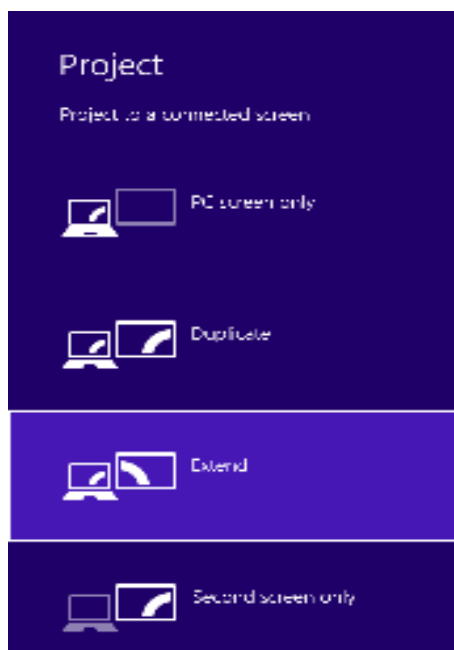 Project
Project to a connected screen
PC screen only
Duplicate
Extend
Second screen only